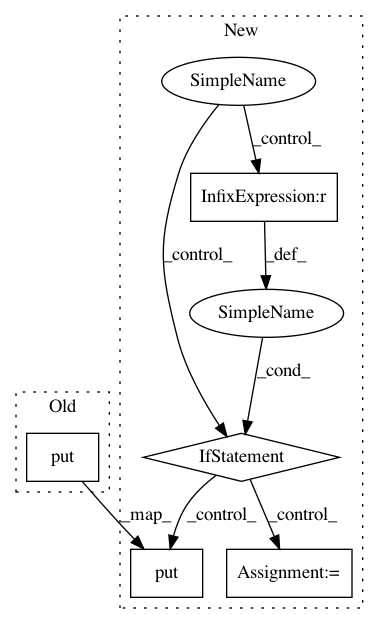 New
SimpleName
_control_
InfixExpression:r
_control_
_def_
SimpleName
_cond_
Old
IfStatement
put
_map_
_control_
_control_
put
Assignment:=